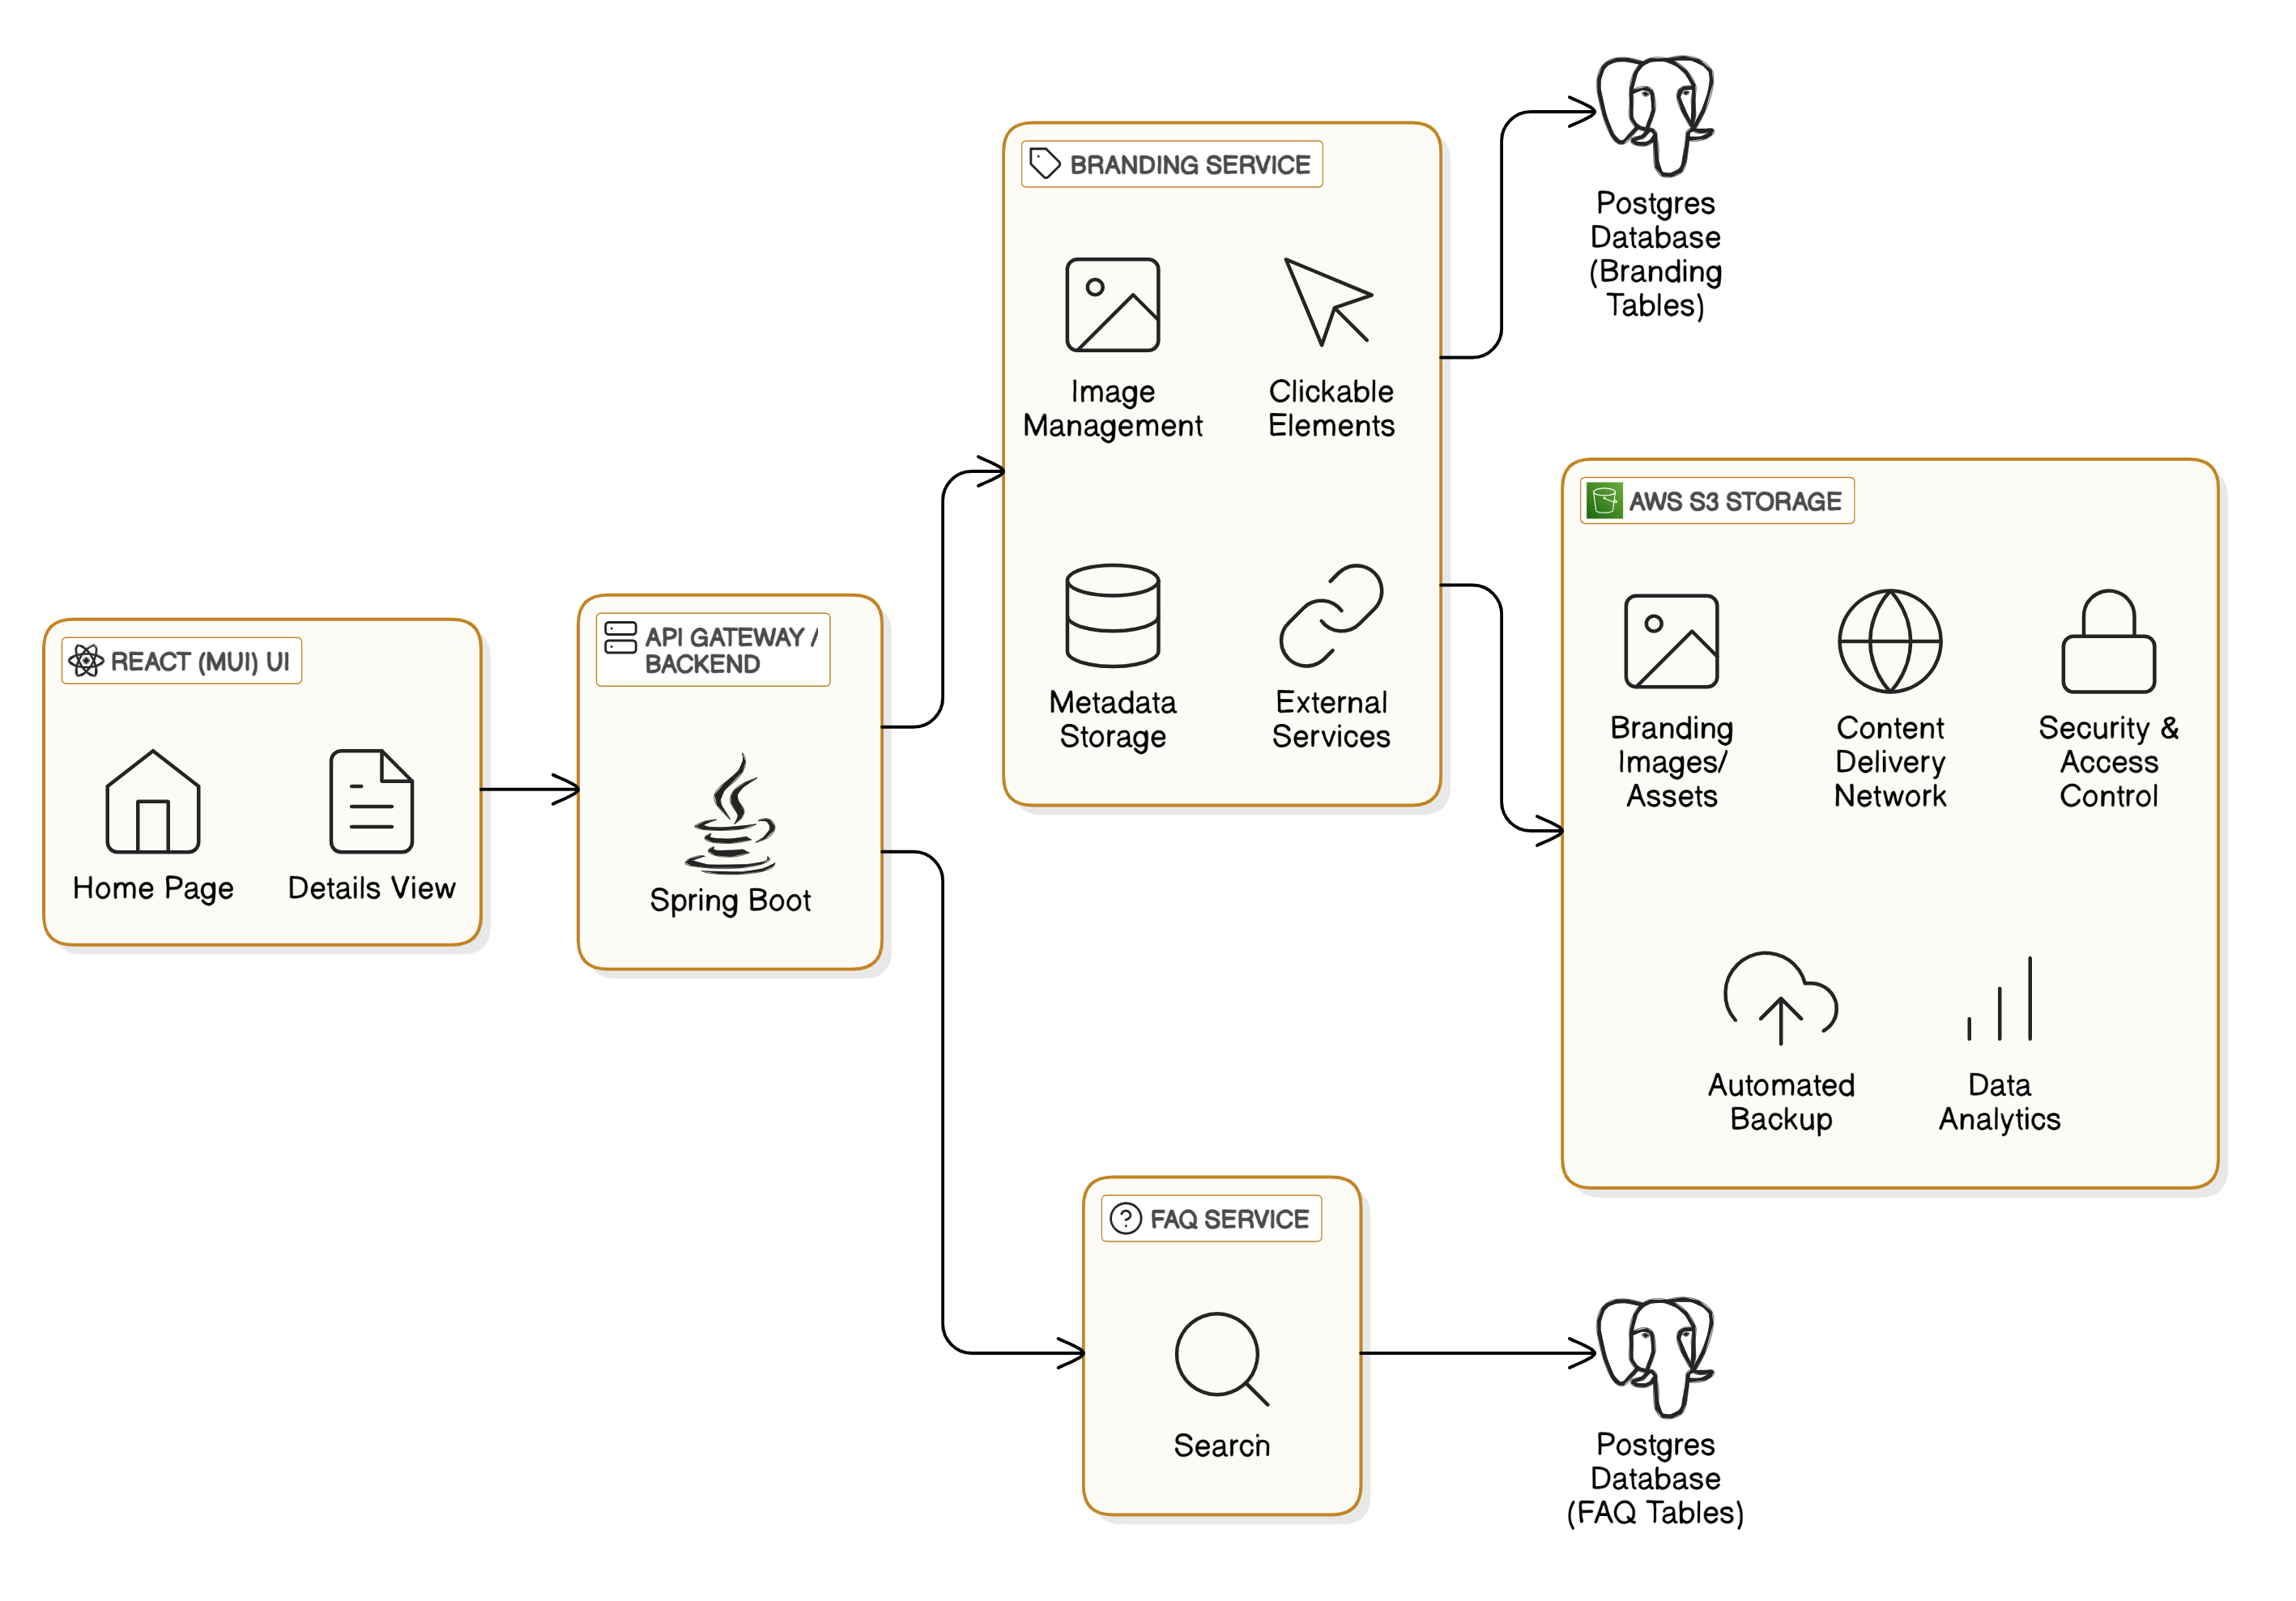 REACT (MUI) UI
Home Page
Details View
API GATEWAY /
BACKEND
Spring Boot
BRANDING SERVICE
Image
Management
Clickable
Elements
Metadata
Storage
External
Services
Postgres
Database
(Branding
Tables)
AWS S3 STORAGE
Branding
Images/
Assets
Content
Delivery
Network
Security &
Access
Control
Automated
Backup
Data
Analytics
FAQ SERVICE
Search
Postgres
Database
(FAQ Tables)